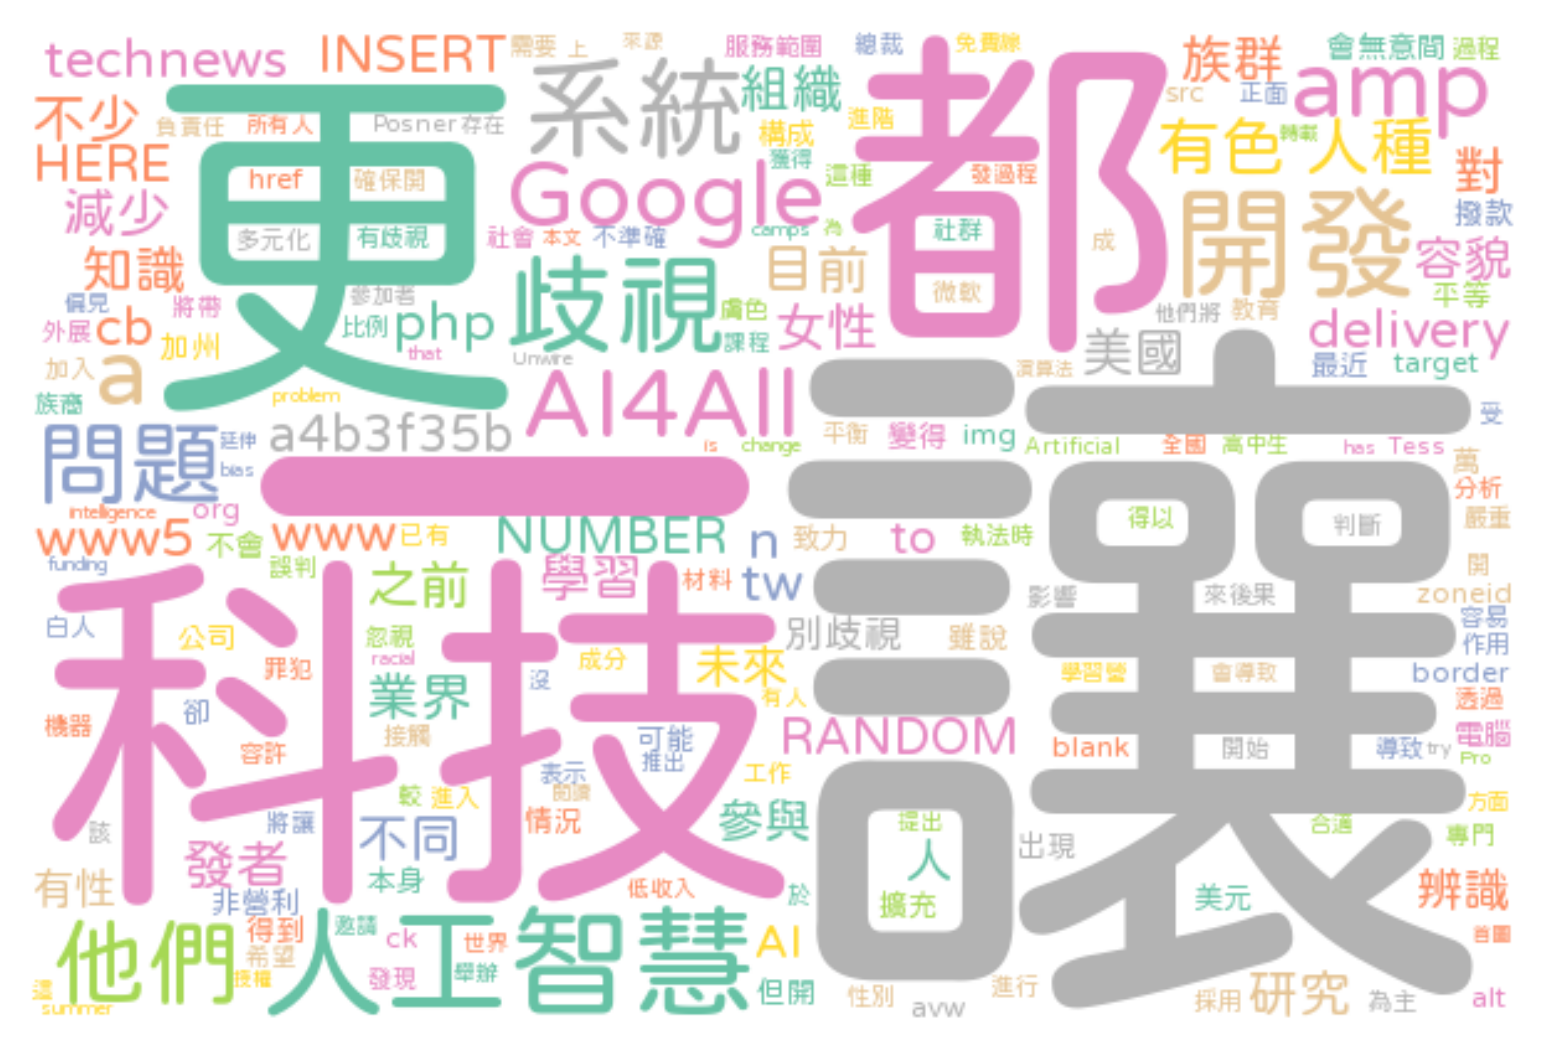 technews
INSERT
需要
上
來源
服務範圍
總裁
免費線
族群
會無意間
過程
不少
更
系統
組織
都
src
正面
amp
負責任
所有人
Posner
存在
構成
進階
有色人種
轉載
HERE
href
確保開
Google
獲得
這種
發過程
對
減少
開發
撥款
多元化
有歧視
社會
本文
不準確
camps
為
社群
成
知識
歧視
目前
容貌
偏見
將帶
參加者
膚色
微軟
他們將
教育
平等
外展
cb
加州
比例
php
課程
女性
delivery
that
Unwire
美國
加入
a
AI4All
演算法
最近
target
族裔
problem
讓
受
問題
延伸
a4b3f35b
is
change
平衡
變得
img
Artificial
全國
高中生
has
Tess
萬
bias
一
分析
intelligence
org
得以
判斷
嚴重
www5
不會
www
已有
NUMBER
n
致力
to
執法時
funding
誤判
之前
學習
材料
tw
開
科技
影響
來後果
zoneid
白人
公司
忽視
別歧視
雖說
容易
作用
罪犯
racial
成分
未來
學習營
會導致
border
卻
業界
沒
有人
透過
機器
容許
接觸
可能
RANDOM
blank
開始
導致
try
電腦
推出
Pro
表示
工作
較
進入
閱讀
方面
該
將讓
不同
情況
參與
提出
出現
合適
專門
發者
人
有性
本身
低收入
於
擴充
美元
辨識
非營利
他們
得到
人工智慧
邀請
ck
世界
AI
首圖
希望
發現
舉辦
但開
這
授權
性別
進行
採用
研究
為主
alt
summer
avw